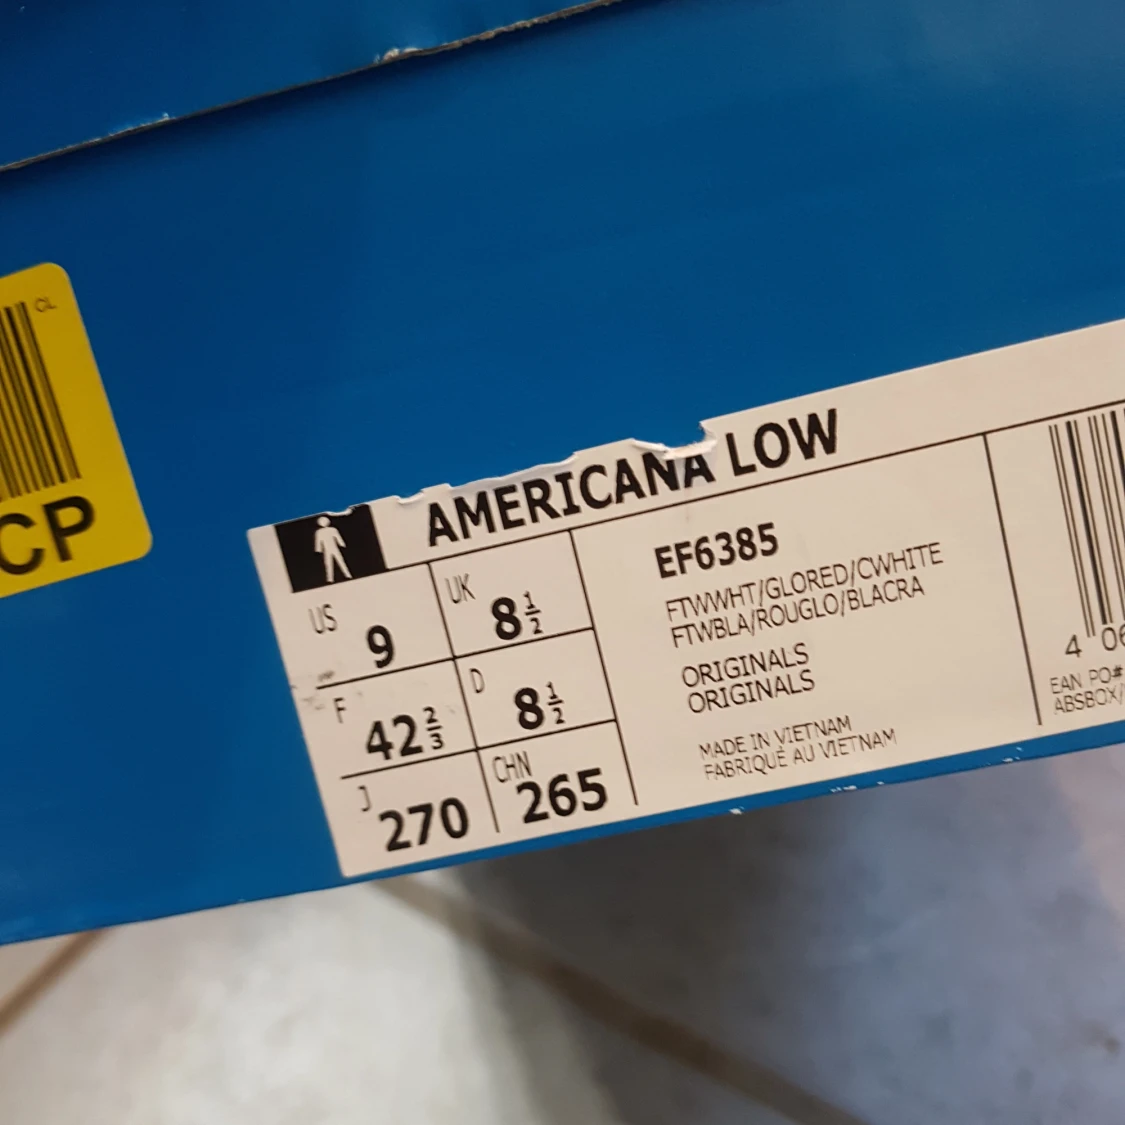 CL
CP
AMERICANA LOW
US 9
UK 8 1/2
F 42 2/3
D 8 1/2
J 270
CHN 265
EF6385
FTWWHT/GLORED/CWHITE
FTWBLA/ROUGLO/BLACRA
ORIGINALS
ORIGINALS
MADE IN VIETNAM
FABRIQUÉ AU VIETNAM
4 06
EAN PO#
ABSBOX/